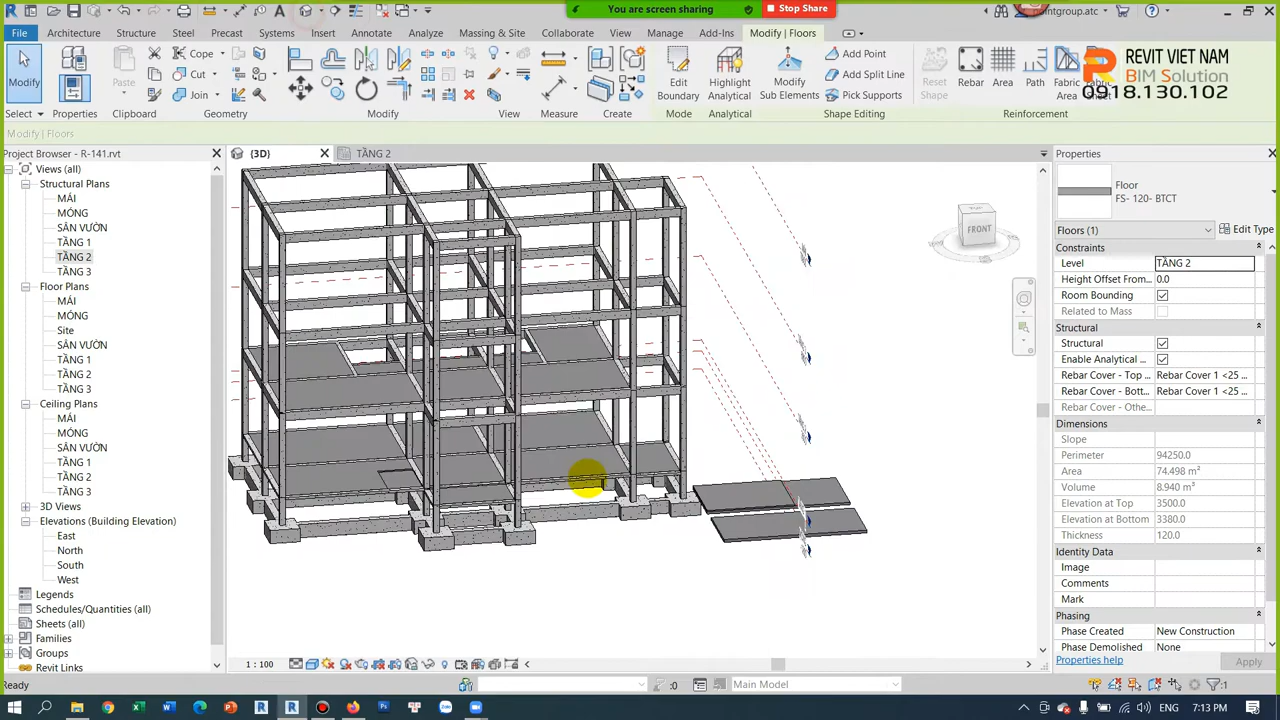 You are screen sharing
Stop Share
ointgroup.atc
File
Architecture
Structure
Steel
Precast
Systems
Insert
Annotate
Analyze
Massing & Site
Collaborate
View
Manage
Add-Ins
Modify | Floors
Modify
Properties
Paste
Cope
Cut
Join
Edit Boundary
Highlight Analytical
Modify Sub Elements
Add Point
Add Split Line
Pick Supports
Reset Shape
Rebar
Area
Path
Fabric Area
REVIT VIET NAM
BIM Solution
0918.130.102
Select
Properties
Clipboard
Geometry
Modify
View
Measure
Create
Mode
Analytical
Shape Editing
Reinforcement
Modify | Floors
Project Browser - R-141.rvt
Views (all)
Structural Plans
MÁI
MÓNG
SÂN VƯỜN
TẦNG 1
TẦNG 2
TẦNG 3
Floor Plans
MÁI
MÓNG
Site
SÂN VƯỜN
TẦNG 1
TẦNG 2
TẦNG 3
Ceiling Plans
MÁI
MÓNG
SÂN VƯỜN
TẦNG 1
TẦNG 2
TẦNG 3
3D Views
Elevations (Building Elevation)
East
North
South
West
Legends
Schedules/Quantities (all)
Sheets (all)
Families
Groups
Revit Links
{3D}
TẦNG 2
FRONT
1 : 100
Properties
Floor
FS- 120- BTCT
Floors (1)
Edit Type
Constraints
Level TẦNG 2
Height Offset From... 0.0
Room Bounding
Related to Mass
Structural
Structural
Enable Analytical ...
Rebar Cover - Top ... Rebar Cover 1 <25 ...
Rebar Cover - Bott... Rebar Cover 1 <25 ...
Rebar Cover - Othe...
Dimensions
Slope
Perimeter 94250.0
Area 74.498 m²
Volume 8.940 m³
Elevation at Top 3500.0
Elevation at Bottom 3380.0
Thickness 120.0
Identity Data
Image
Comments
Mark
Phasing
Phase Created New Construction
Phase Demolished None
Properties help
Apply
Ready
:0
Main Model
:1
ENG
7:13 PM